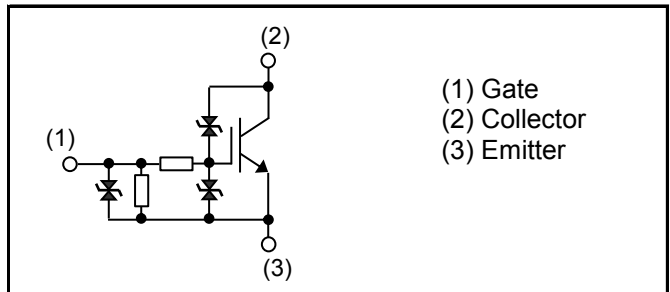 (2)
(1)
(3)
(1) Gate
(2) Collector
(3) Emitter